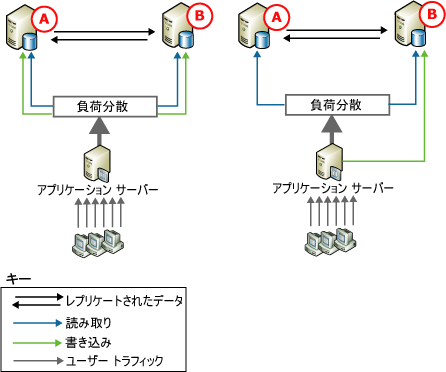 A
B
A
B
負荷分散
負荷分散
アプリケーション サーバー
アプリケーション サーバー
キー
レプリケートされたデータ
読み取り
書き込み
ユーザー トラフィック